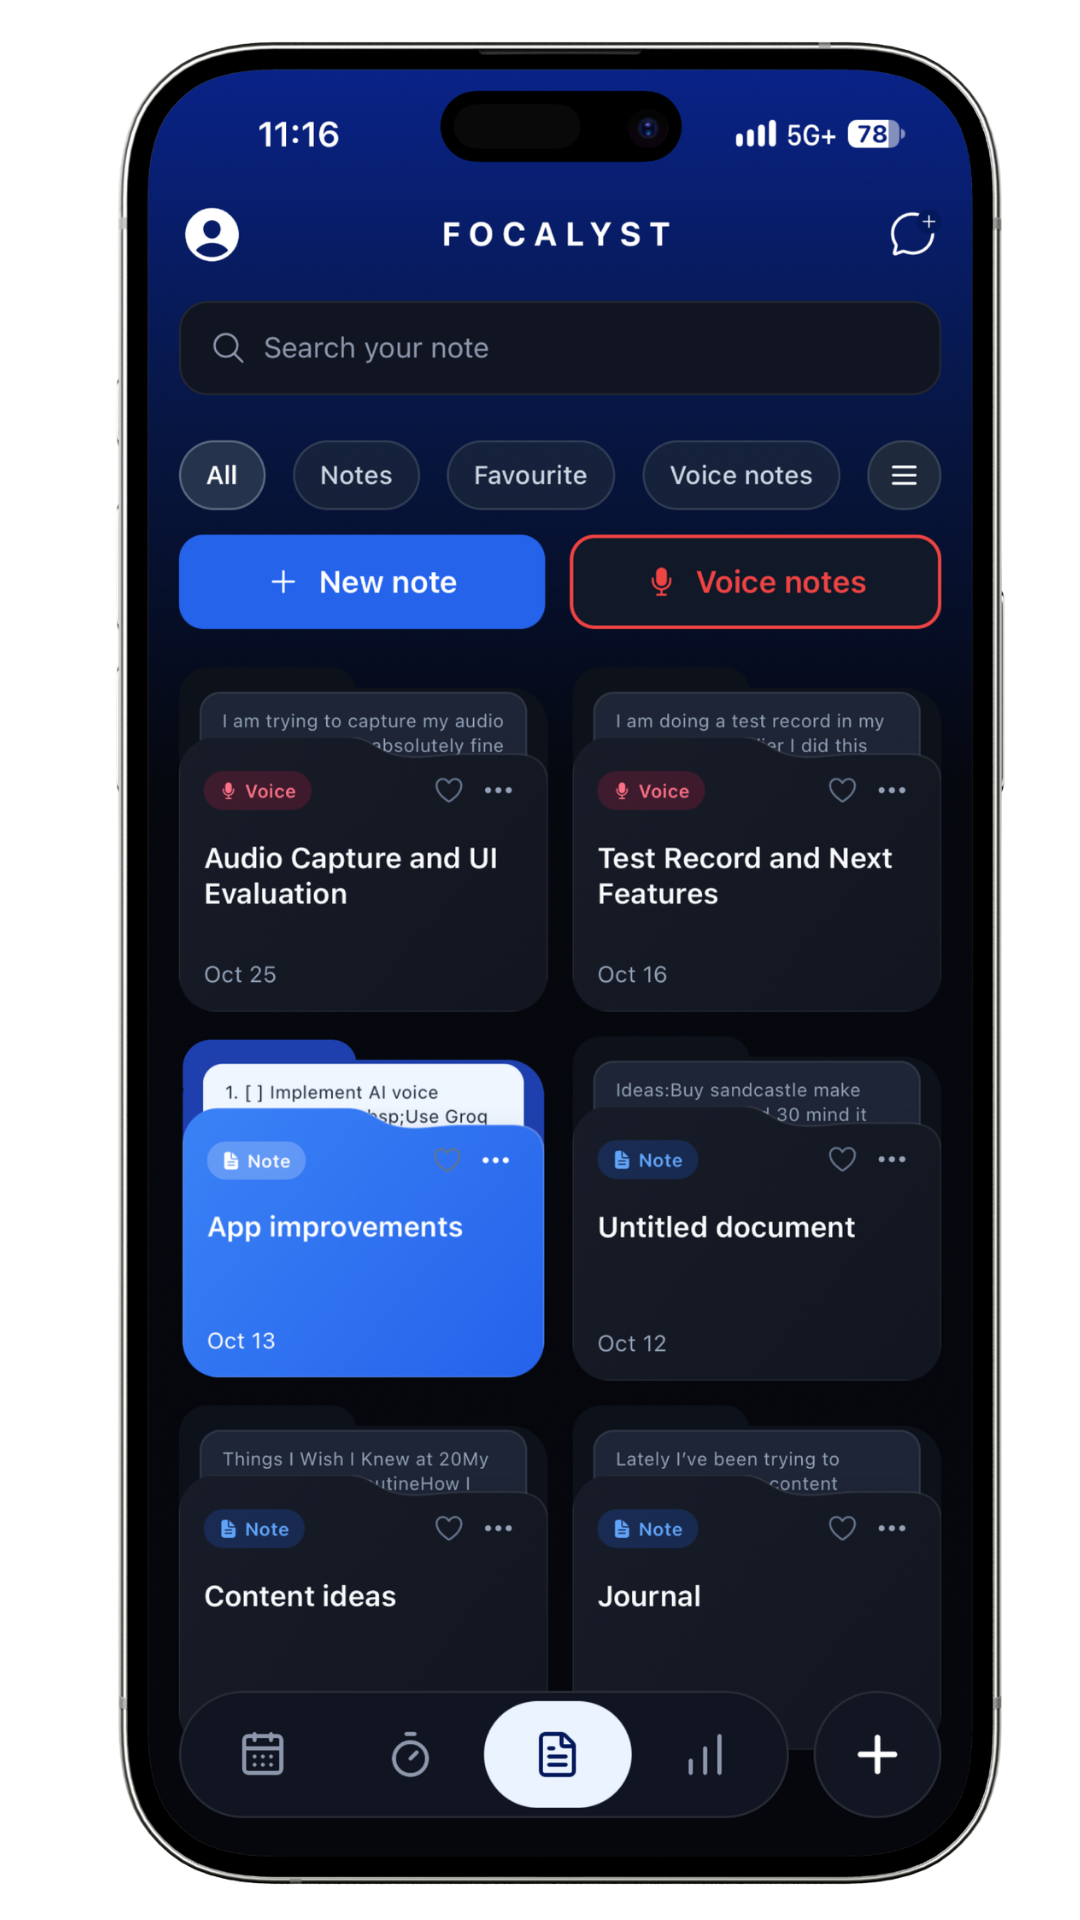 11:16
5G+
78
FOCALYST
Search your note
All
Notes
Favourite
Voice notes
+ New note
Voice notes
I am trying to capture my audio
absolutely fine
Voice
Audio Capture and UI
Evaluation
Oct 25
I am doing a test record in my
I did this
Voice
Test Record and Next
Features
Oct 16
1. [ ] Implement AI voice
;Use Groq
Note
App improvements
Oct 13
Ideas:Buy sandcastle make
30 mind it
Note
Untitled document
Oct 12
Things I Wish I Knew at 20My
I
Note
Content ideas
Lately I've been trying to
content
Note
Journal